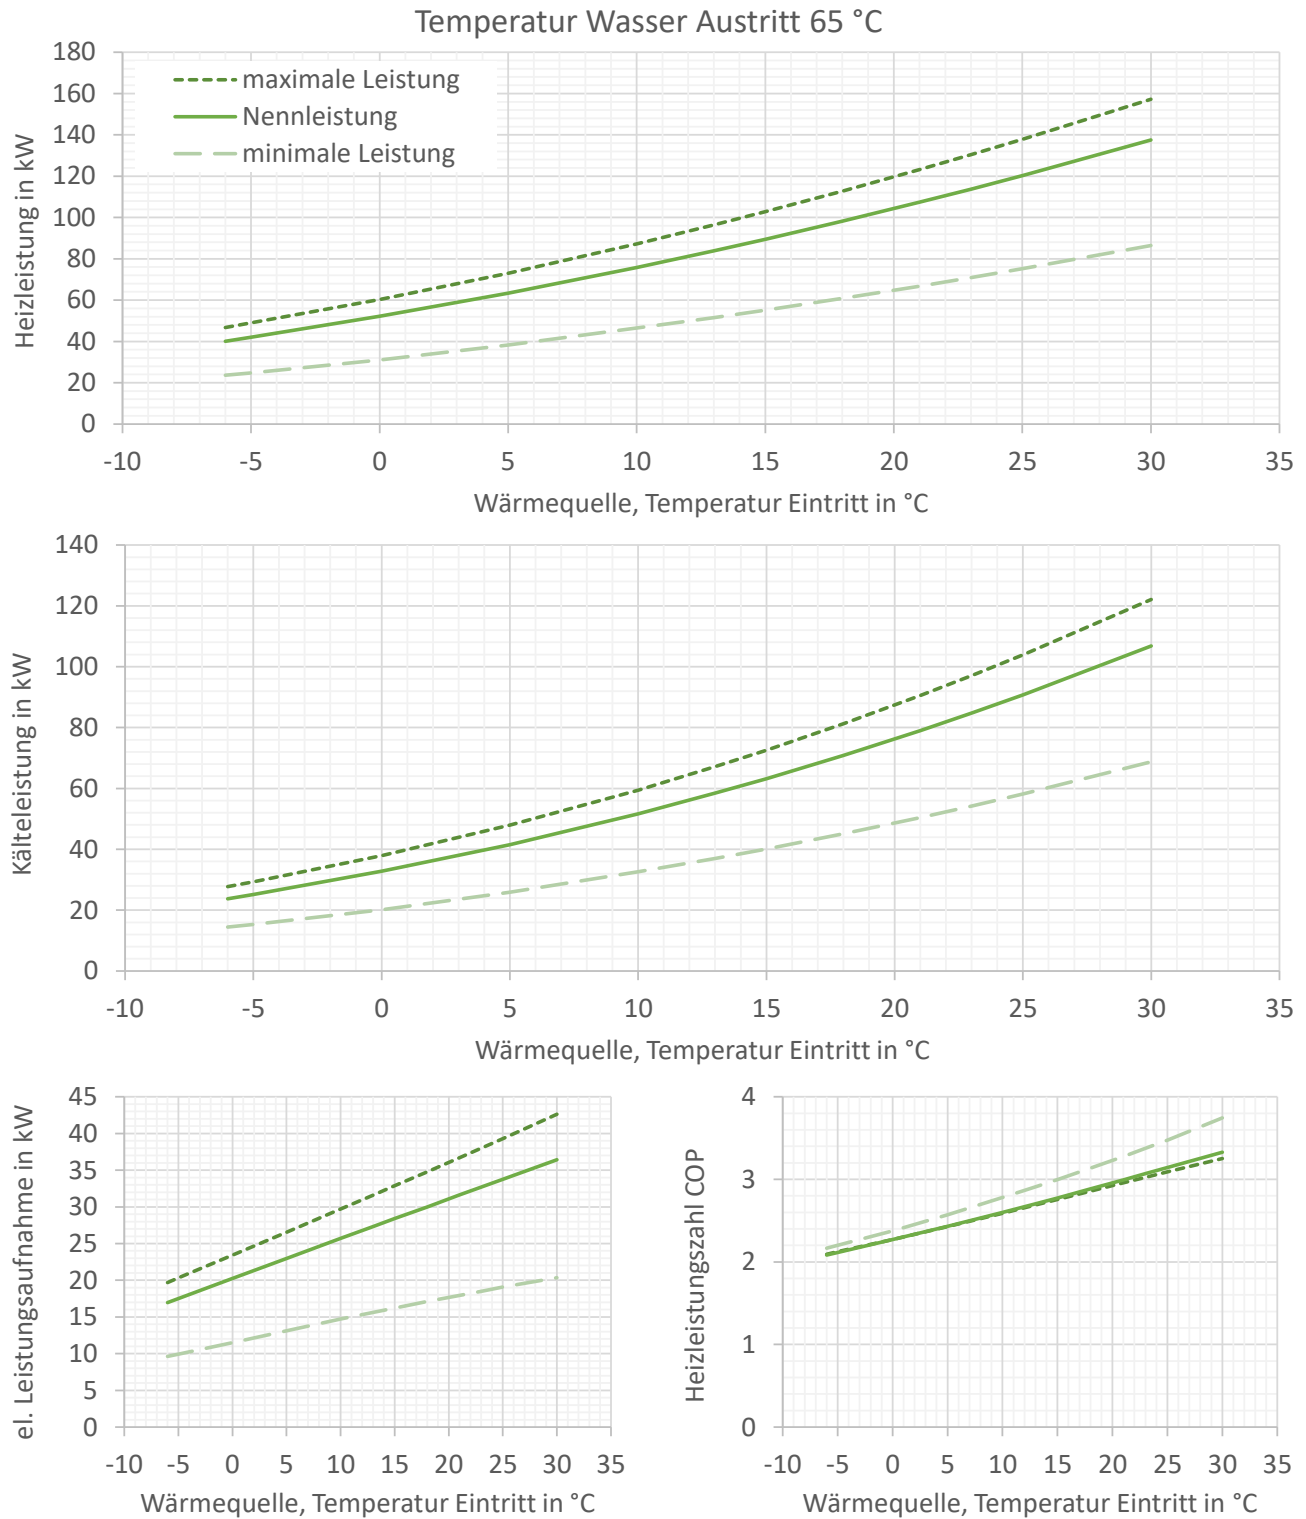 Temperatur Wasser Austritt 65 °C
Heizleistung in kW
180
160
140
120
100
80
60
40
20
0
maximale Leistung
Nennleistung
minimale Leistung
-10 -5 0 5 10 15 20 25 30 35
Wärmequelle, Temperatur Eintritt in °C
Kälteleistung in kW
140
120
100
80
60
40
20
0
-10 -5 0 5 10 15 20 25 30 35
Wärmequelle, Temperatur Eintritt in °C
el. Leistungsaufnahme in kW
45
40
35
30
25
20
15
10
5
0
-10 -5 0 5 10 15 20 25 30 35
Wärmequelle, Temperatur Eintritt in °C
Heizleistungszahl COP
4
3
2
1
0
-10 -5 0 5 10 15 20 25 30 35
Wärmequelle, Temperatur Eintritt in °C